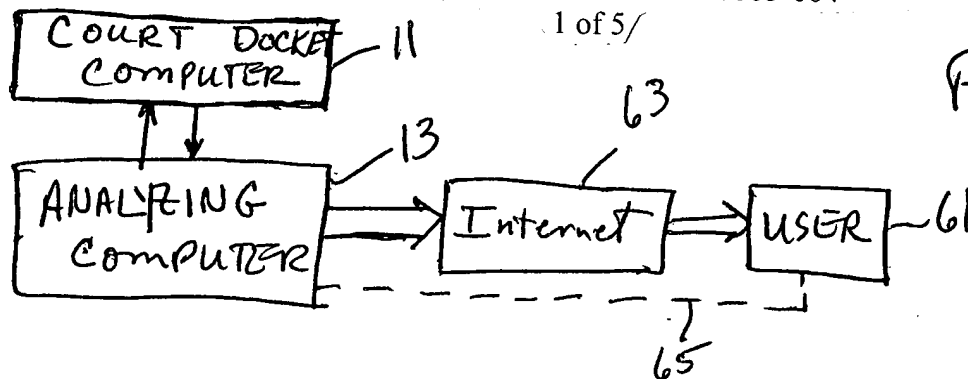 1 of 5/
COURT DOCKET
COMPUTER
11
63
13
ANALYZING
COMPUTER
Internet
USER
61
65